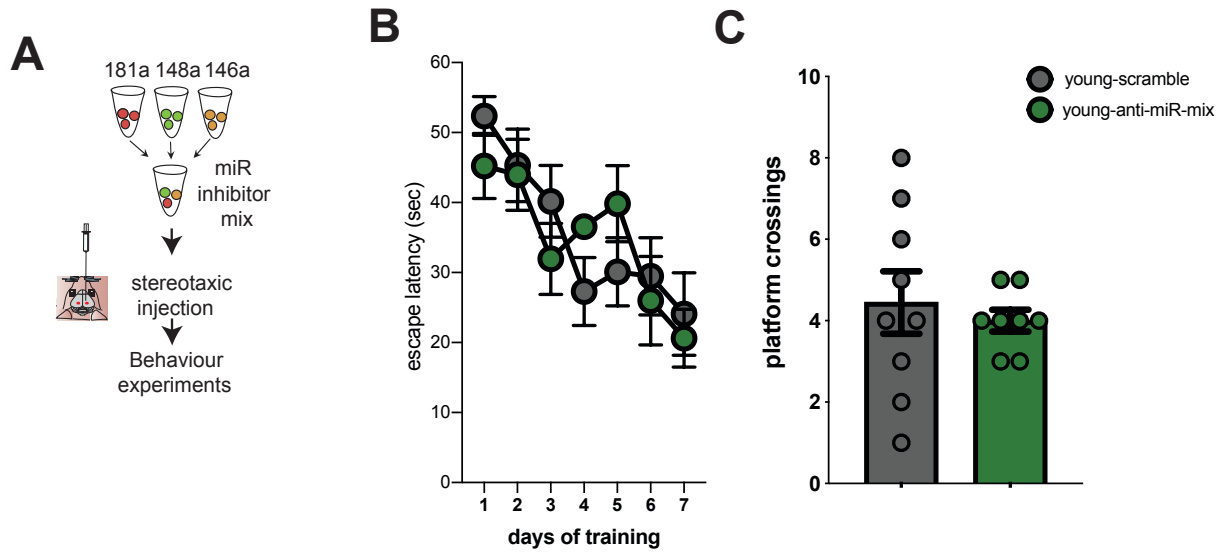 A
181a 148a 146a
miR
inhibitor
mix
stereotaxic
injection
Behaviour
experiments
B
escape latency (sec)
60
50
40
30
20
10
0
1 2 3 4 5 6 7
days of training
C
platform crossings
10
8
6
4
2
0
young-scramble
young-anti-miR-mix